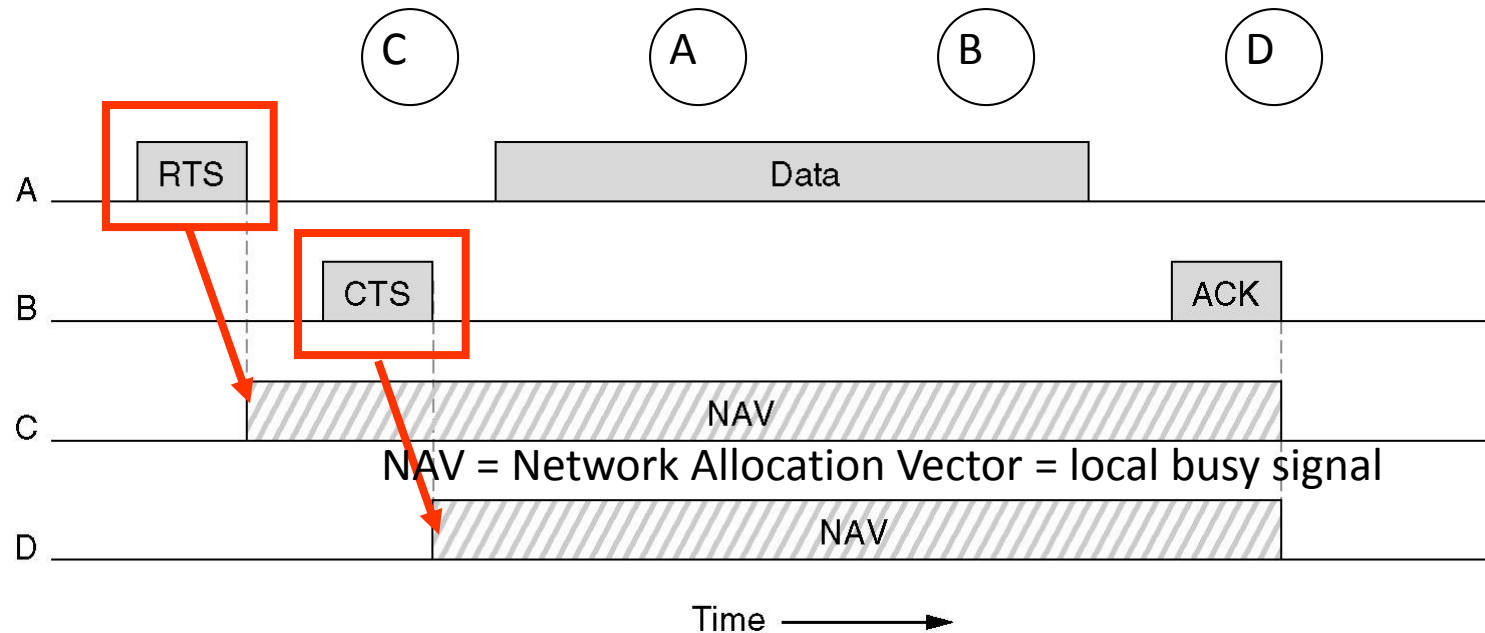 C A B D
A RTS Data
B CTS ACK
C NAV
NAV = Network Allocation Vector = local busy signal
D NAV
Time